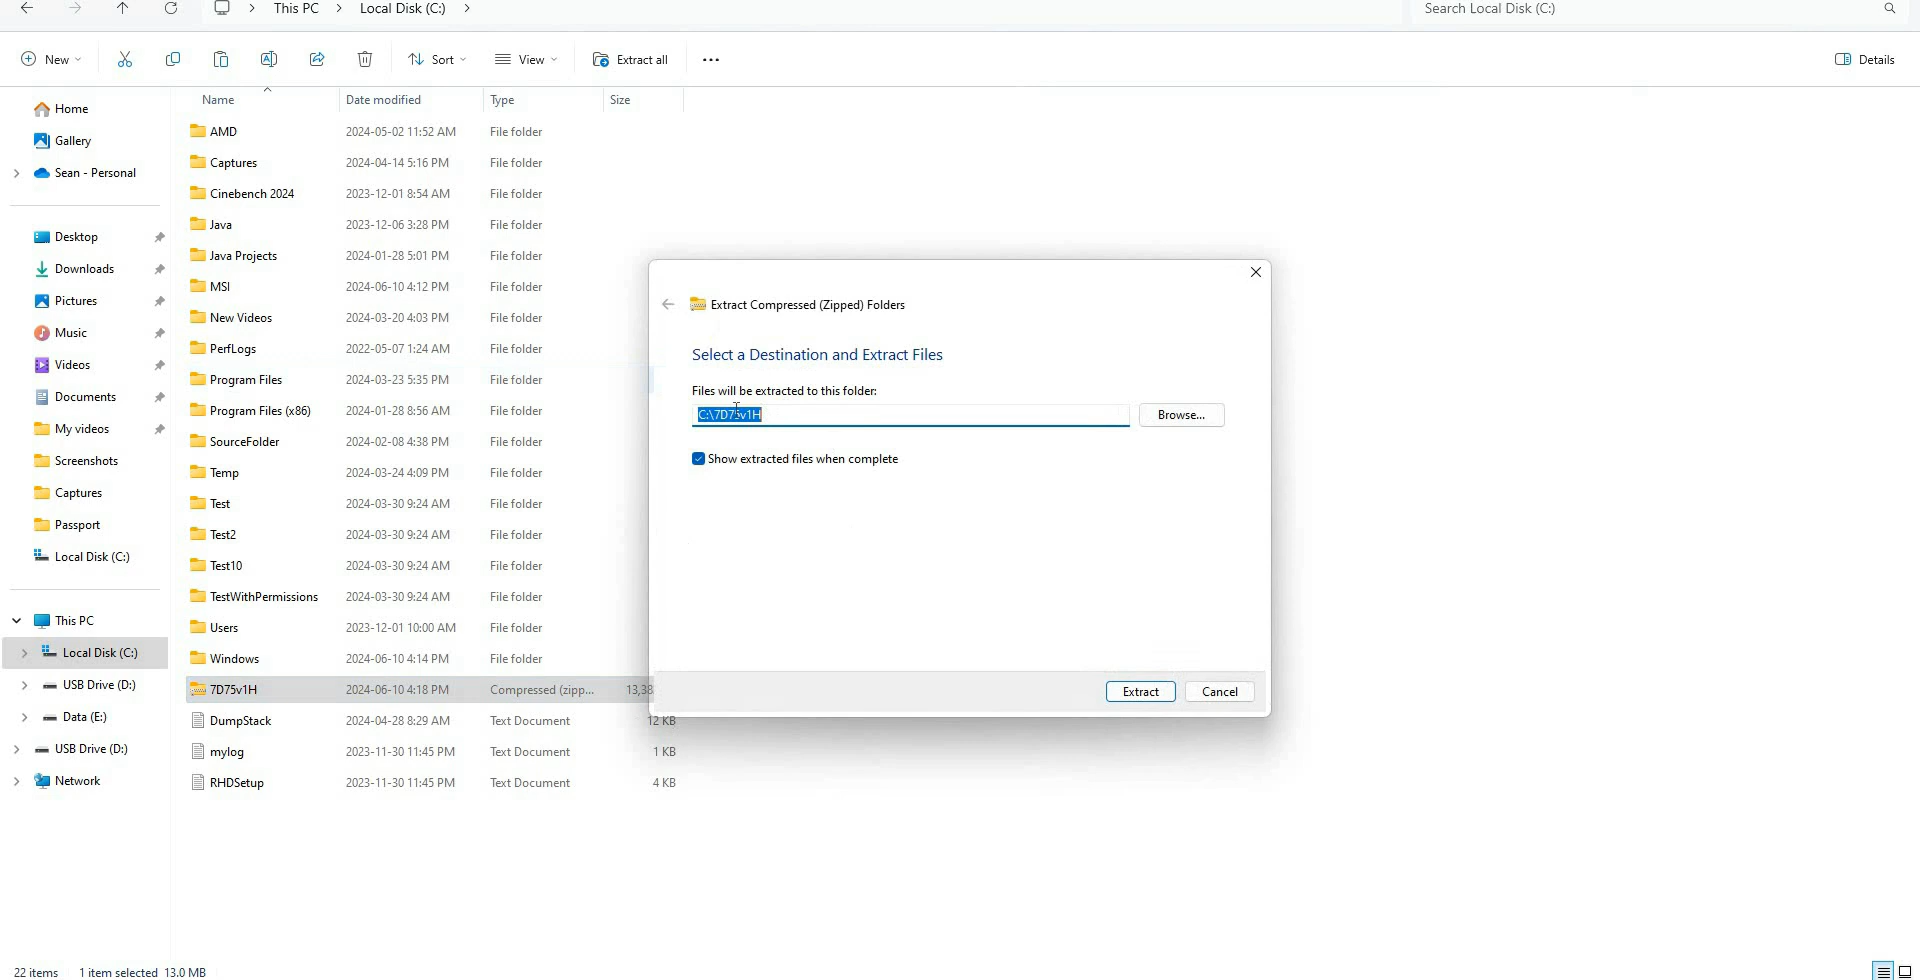 This PC > Local Disk (C:) >
Search Local Disk (C:)
New
Sort
View
Extract all
...
Details
Name
Date modified
Type
Size
Home
Gallery
Sean - Personal
Desktop
Downloads
Pictures
Music
Videos
Documents
My videos
Screenshots
Captures
Passport
Local Disk (C:)
This PC
Local Disk (C:)
USB Drive (D:)
Data (E:)
USB Drive (D:)
Network
AMD 2024-05-02 11:52 AM File folder
Captures 2024-04-14 5:16 PM File folder
Cinebench 2024 2023-12-01 8:54 AM File folder
Java 2023-12-06 3:28 PM File folder
Java Projects 2024-01-28 5:01 PM File folder
MSI 2024-06-10 4:12 PM File folder
New Videos 2024-03-20 4:03 PM File folder
PerfLogs 2022-05-07 1:24 AM File folder
Program Files 2024-03-23 5:35 PM File folder
Program Files (x86) 2024-01-28 8:56 AM File folder
SourceFolder 2024-02-08 4:38 PM File folder
Temp 2024-03-24 4:09 PM File folder
Test 2024-03-30 9:24 AM File folder
Test2 2024-03-30 9:24 AM File folder
Test10 2024-03-30 9:24 AM File folder
TestWithPermissions 2024-03-30 9:24 AM File folder
Users 2023-12-01 10:00 AM File folder
Windows 2024-06-10 4:14 PM File folder
7D75v1H 2024-06-10 4:18 PM Compressed (zipp... 13,38
DumpStack 2024-04-28 8:29 AM Text Document 12 KB
mylog 2023-11-30 11:45 PM Text Document 1 KB
RHDSetup 2023-11-30 11:45 PM Text Document 4 KB
Extract Compressed (Zipped) Folders
Select a Destination and Extract Files
Files will be extracted to this folder:
C:\7D75v1H
Browse...
Show extracted files when complete
Extract
Cancel
22 items 1 item selected 13.0 MB